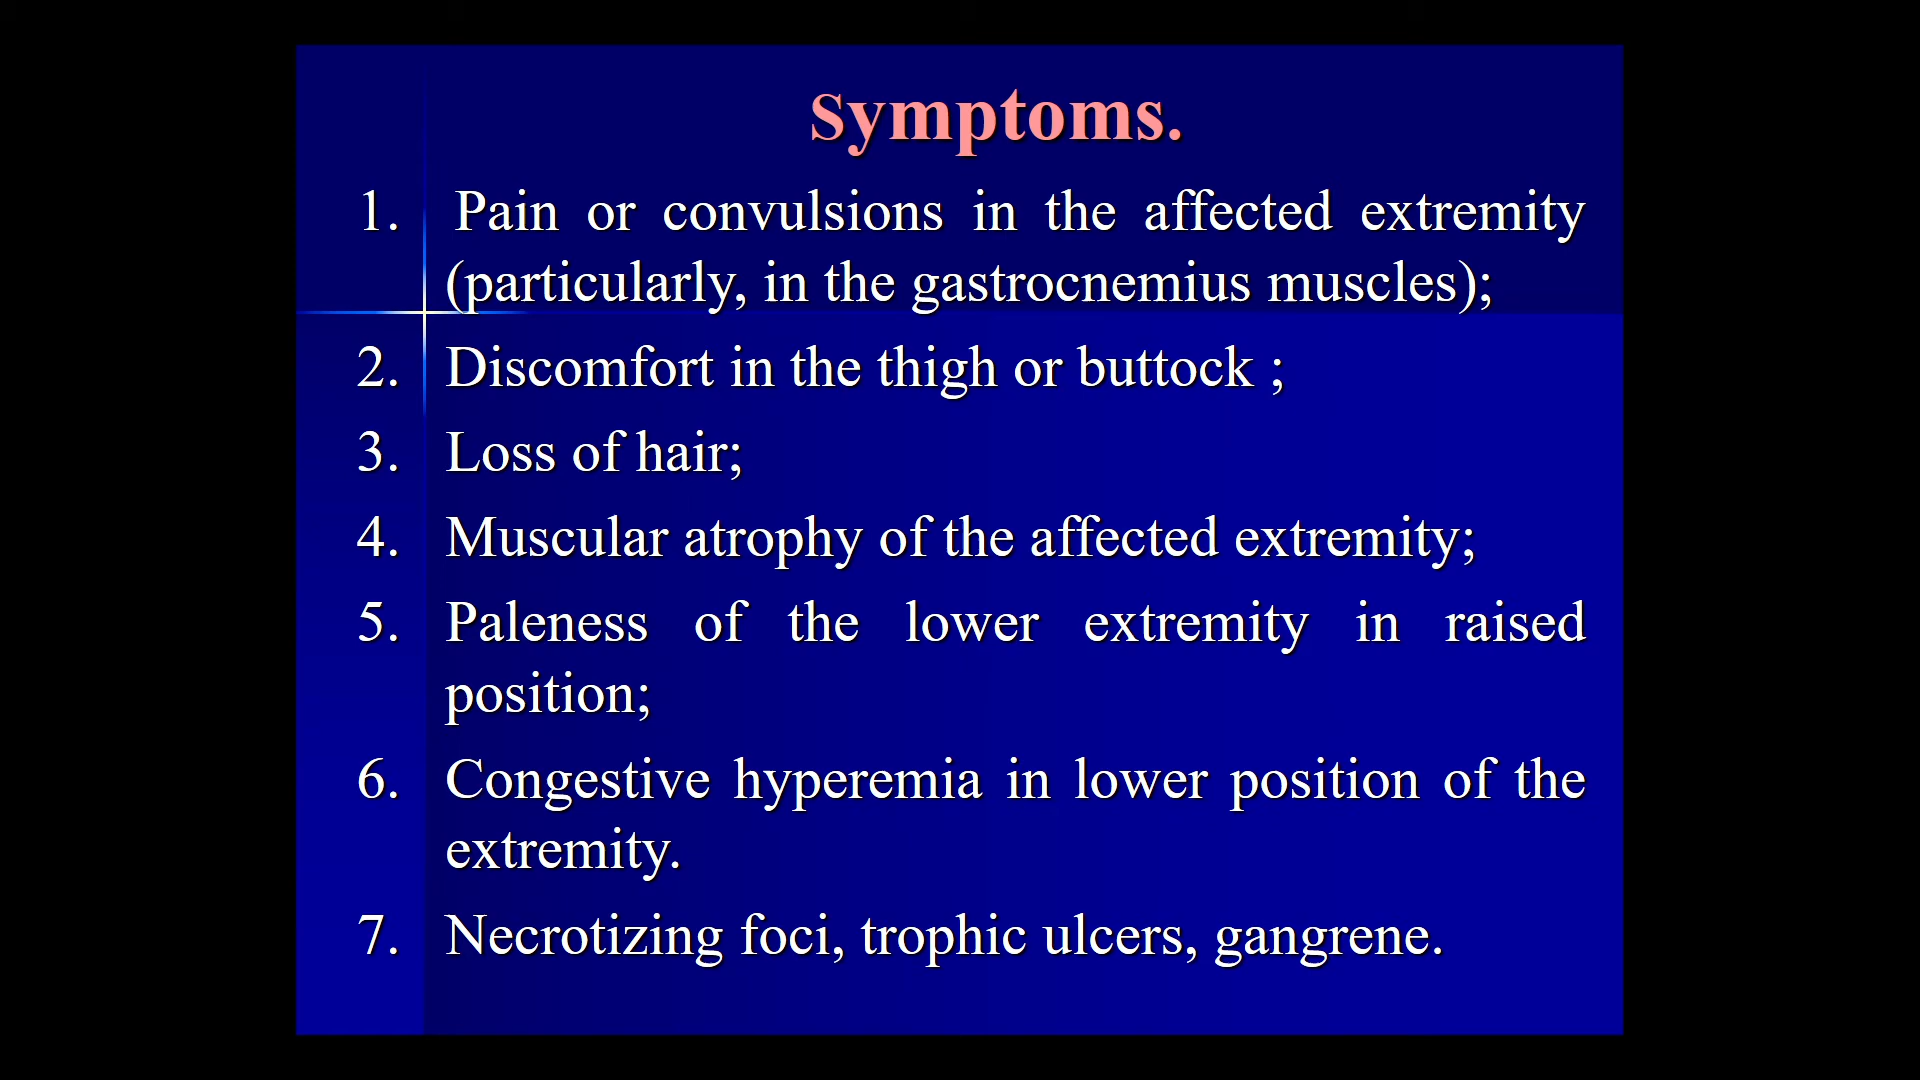 Symptoms.
1. Pain or convulsions in the affected extremity
(particularly, in the gastrocnemius muscles);
2. Discomfort in the thigh or buttock ;
3. Loss of hair;
4. Muscular atrophy of the affected extremity;
5. Paleness of the lower extremity in raised
position;
6. Congestive hyperemia in lower position of the
extremity.
7. Necrotizing foci, trophic ulcers, gangrene.